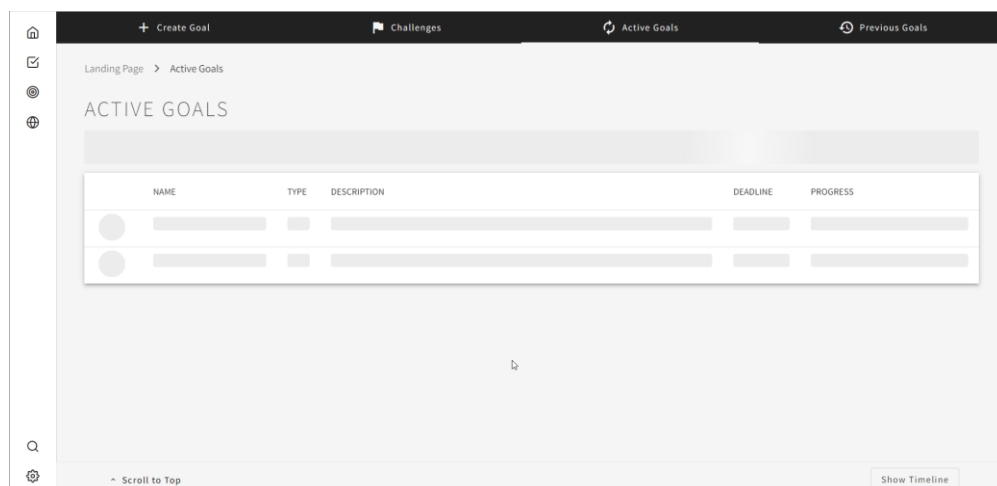 Create Goal
Challenges
Active Goals
Previous Goals
Landing Page > Active Goals
ACTIVE GOALS
NAME TYPE DESCRIPTION DEADLINE PROGRESS
Scroll to Top
Show Timeline